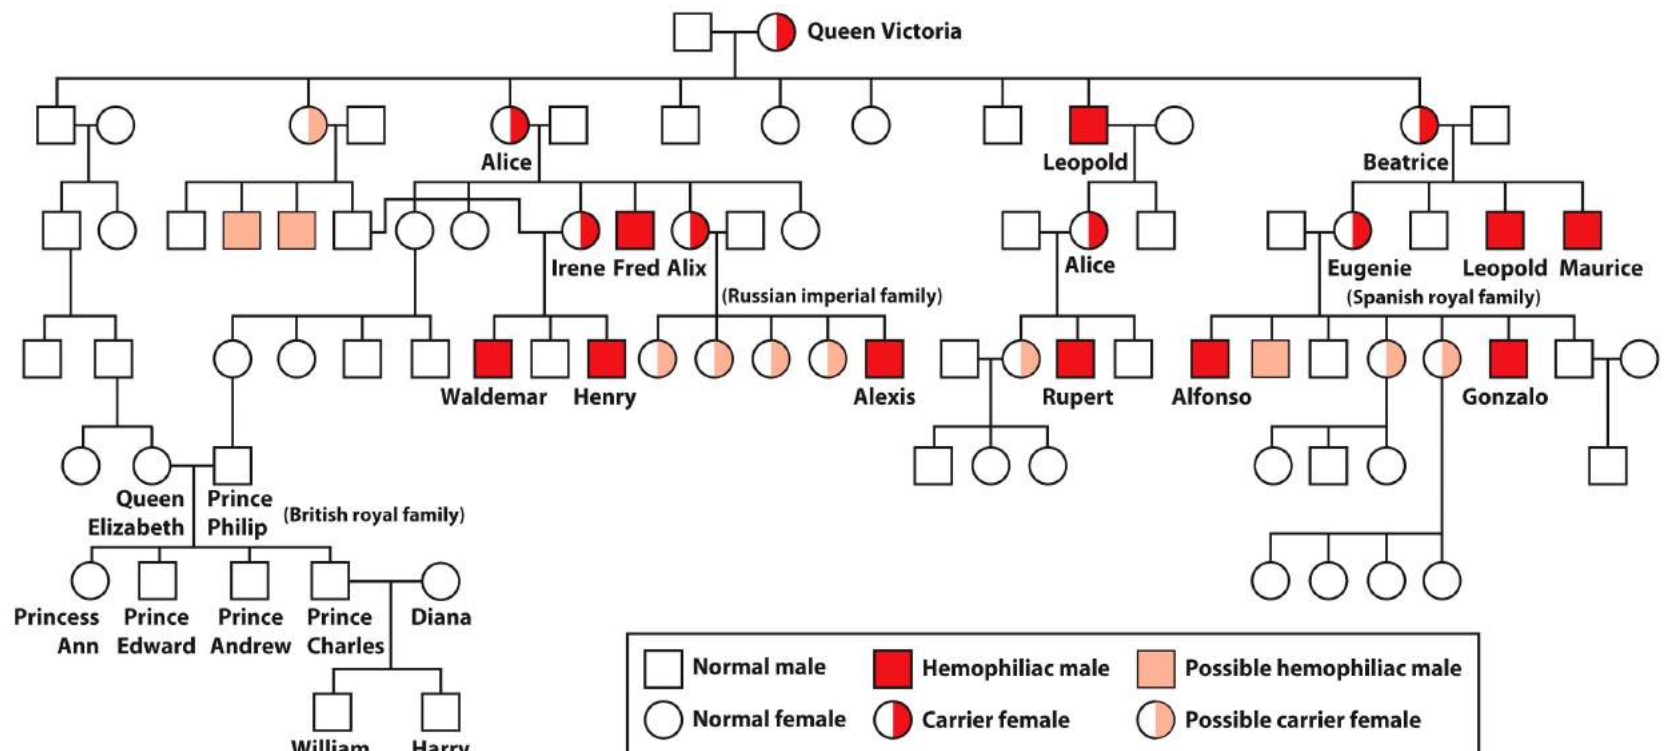 Queen Victoria
Alice
Leopold
Beatrice
Irene Fred Alix
Alice
Eugenie
Leopold Maurice
(Russian imperial family)
(Spanish royal family)
Waldemar
Henry
Alexis
Rupert
Alfonso
Gonzalo
Queen
Elizabeth
Prince
Philip
(British royal family)
Princess
Ann
Prince
Edward
Prince
Andrew
Prince
Charles
Diana
William
Harry
Normal male
Hemophiliac male
Possible hemophiliac male
Normal female
Carrier female
Possible carrier female